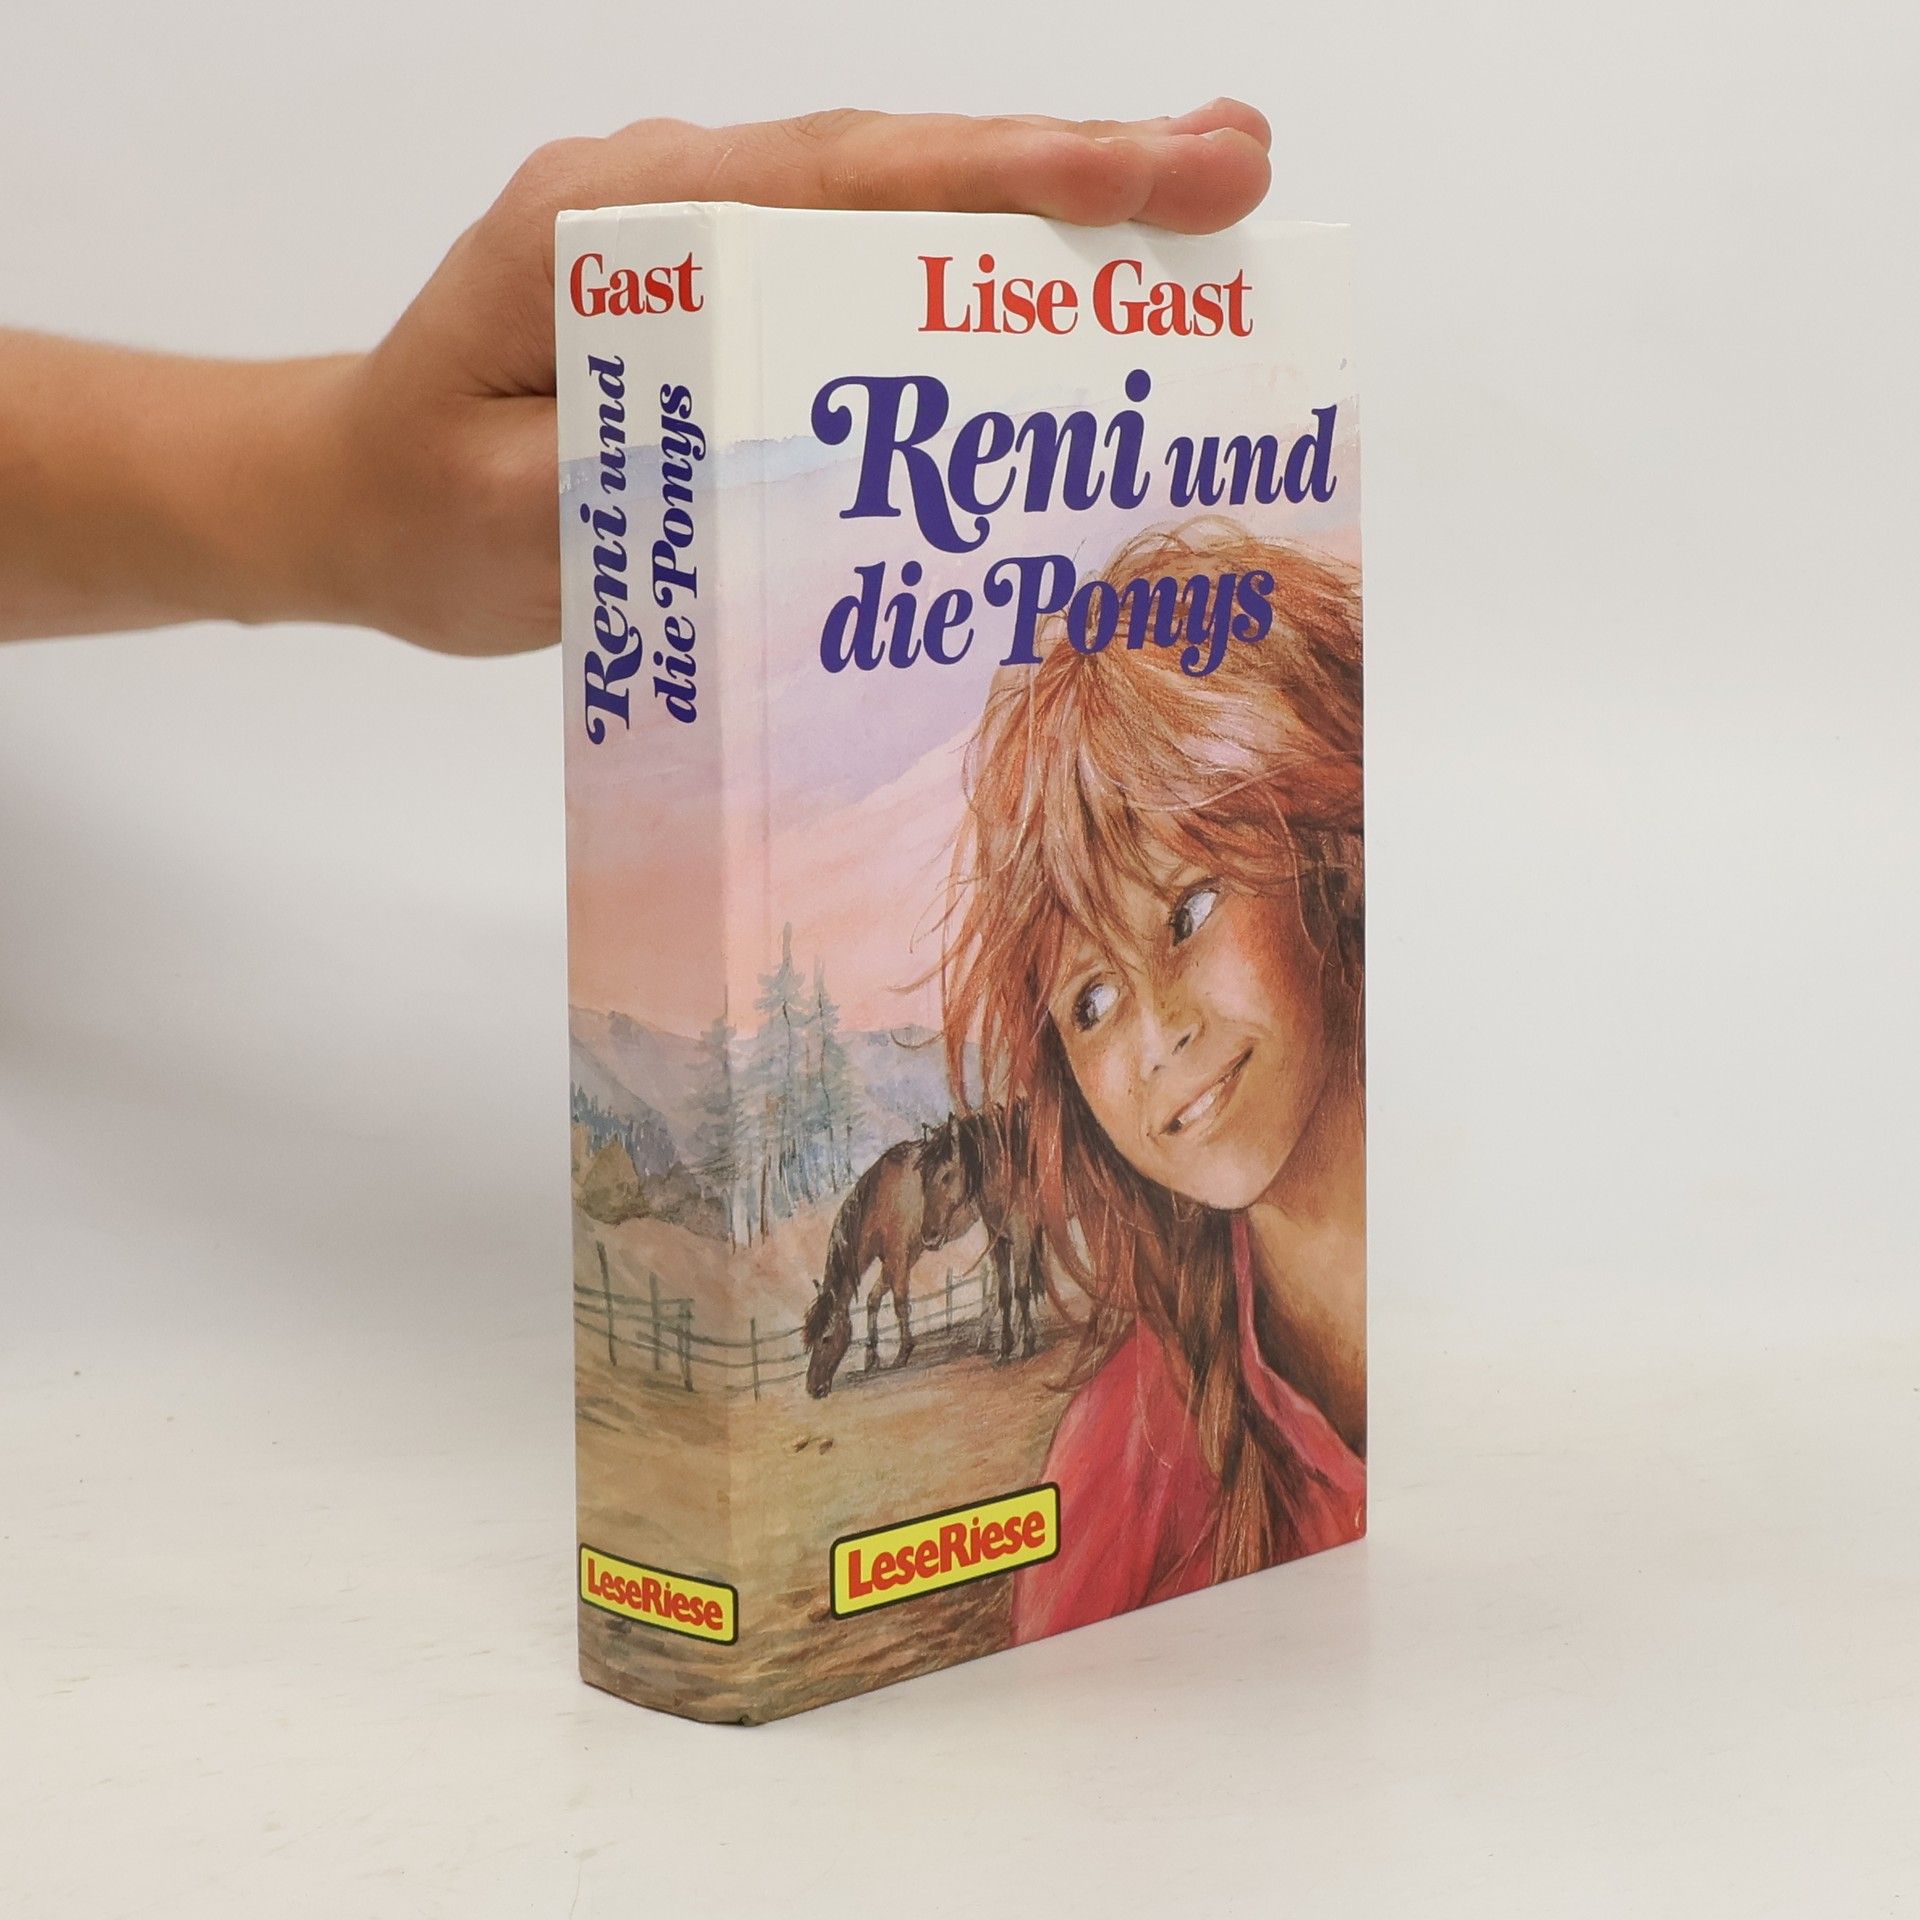 Gast
Reni und
die Ponys
LeseRiese
Lise Gast
Reni und
die Ponys
LeseRiese